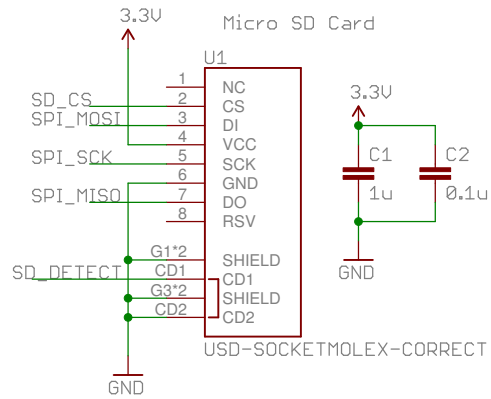 3.3V
Micro SD Card
U1
1 NC
SD_CS 2 CS
SPI_MOSI 3 DI
4 VCC
SPI_SCK 5 SCK
6 GND
SPI_MISO 7 DO
8 RSV
G1*2 SHIELD
SD_DETECT CD1 CD1
G3*2 SHIELD
CD2 CD2
USD-SOCKETMOLEX-CORRECT
GND
3.3V
C1 C2
1u 0.1u
GND